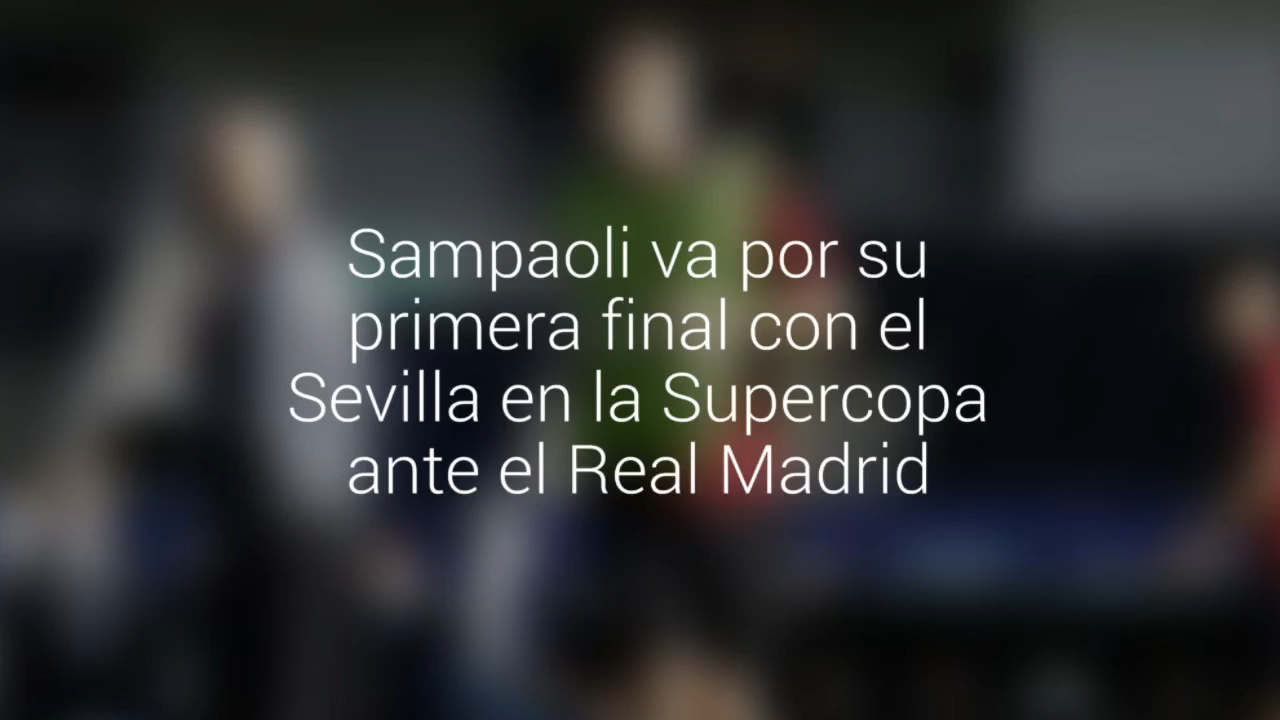 Sampaoli va por su
primera final con el
Sevilla en la Supercopa
ante el Real Madrid